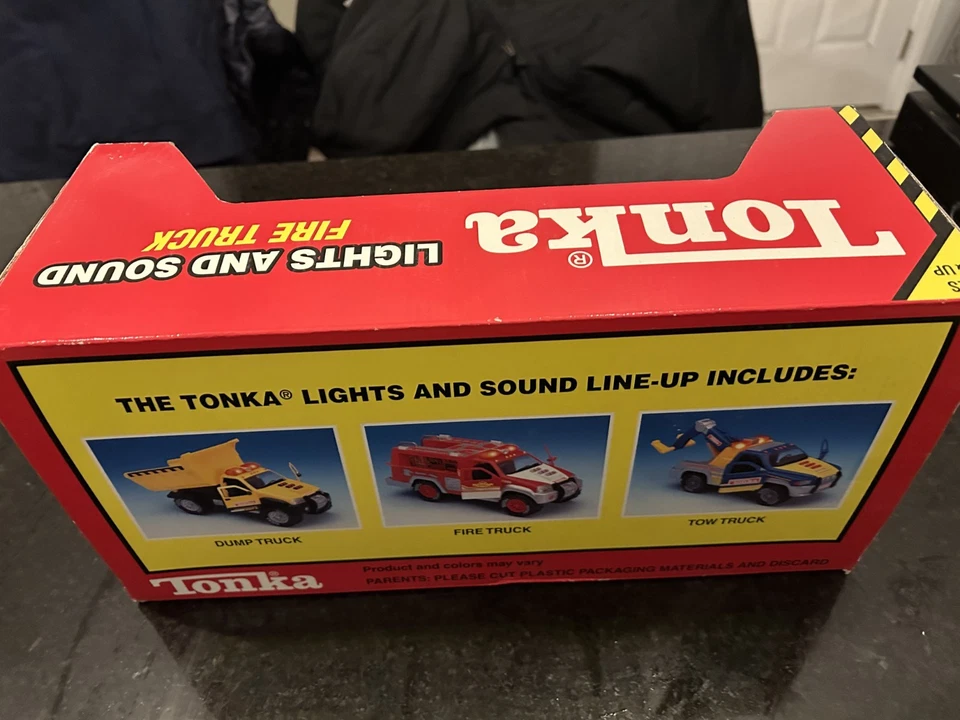 Tonka®
LIGHTS AND SOUND
FIRE TRUCK
THE TONKA® LIGHTS AND SOUND LINE-UP INCLUDES:
DUMP TRUCK
FIRE TRUCK
TOW TRUCK
Tonka®
Product and colors may vary
PARENTS: PLEASE CUT PLASTIC PACKAGING MATERIALS AND DISCARD
UP